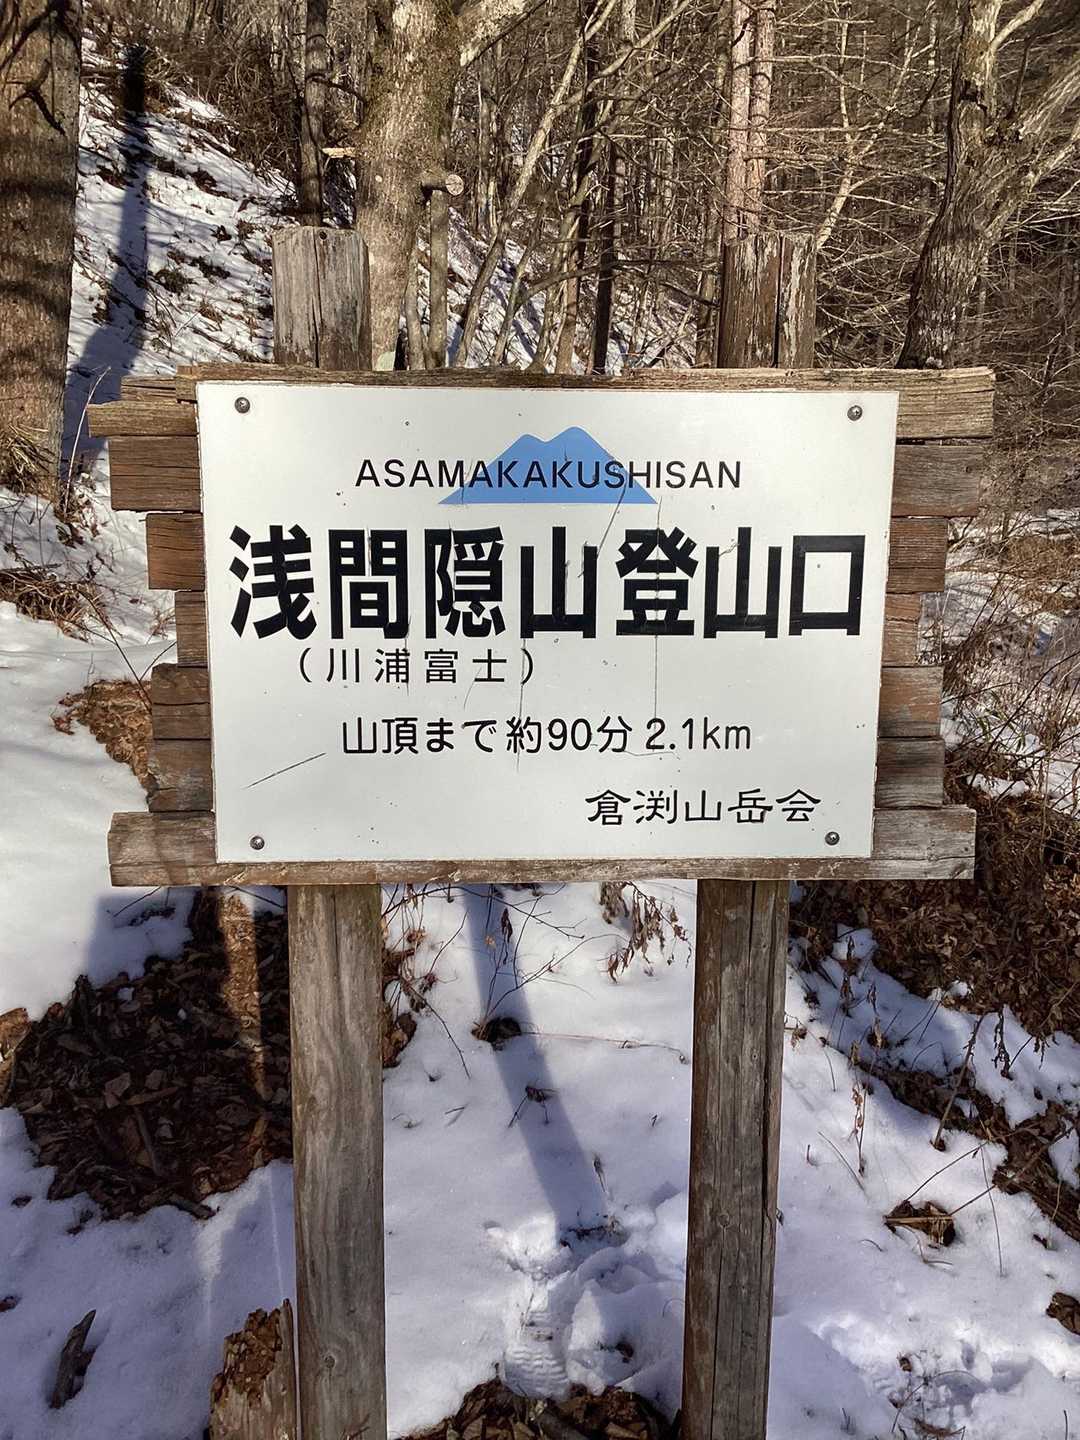 ASAMAKAKUSHISAN
浅間隠山登山口
（川浦富士）
山頂まで約90分 2.1km
倉渕山岳会